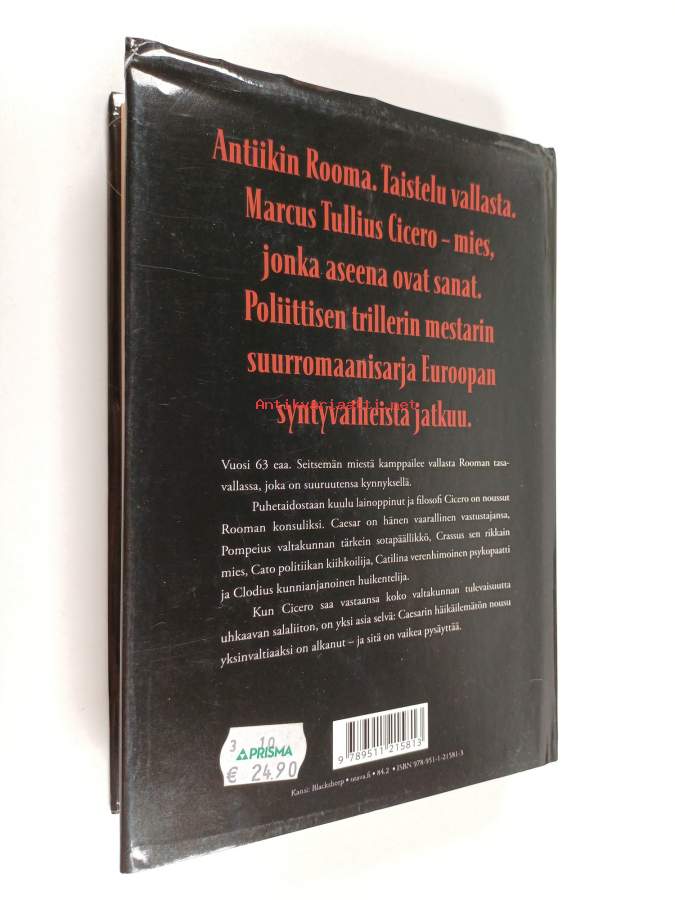 Antiikin Rooma. Taistelu vallasta.
Marcus Tullius Cicero – mies,
jonka aseena ovat sanat.
Poliittisen trillerin mestarin
suurromaanisarja Euroopan
syntyvaiheista jatkuu.
Antikvariaatti.net
Vuosi 63 eaa. Seitsemän miestä kamppailee vallasta Rooman tasa-
vallassa, joka on suuruutensa kynnyksellä.
Puhetaidostaan kuulu lainoppinut ja filosofi Cicero on noussut
Rooman konsuliksi. Caesar on hänen vaarallinen vastustajansa,
Pompeius valtakunnan tärkein sotapäällikkö, Crassus sen rikkain
mies, Cato politiikan kiihkoilija, Catilina verenhimoinen psykopaatti
ja Clodius kunnianjanoinen huikentelija.
Kun Cicero saa vastaansa koko valtakunnan tulevaisuutta
uhkaavan salaliiton, on yksi asia selvä: Caesarin häikäilemätön nousu
yksinvaltiaaksi on alkanut – ja sitä on vaikea pysäyttää.
3 10
PRISMA
€ 24.90
9 789511 215813
Kansi: Blacksheep • otava.fi • 84.2 • ISBN 978-951-1-21581-3